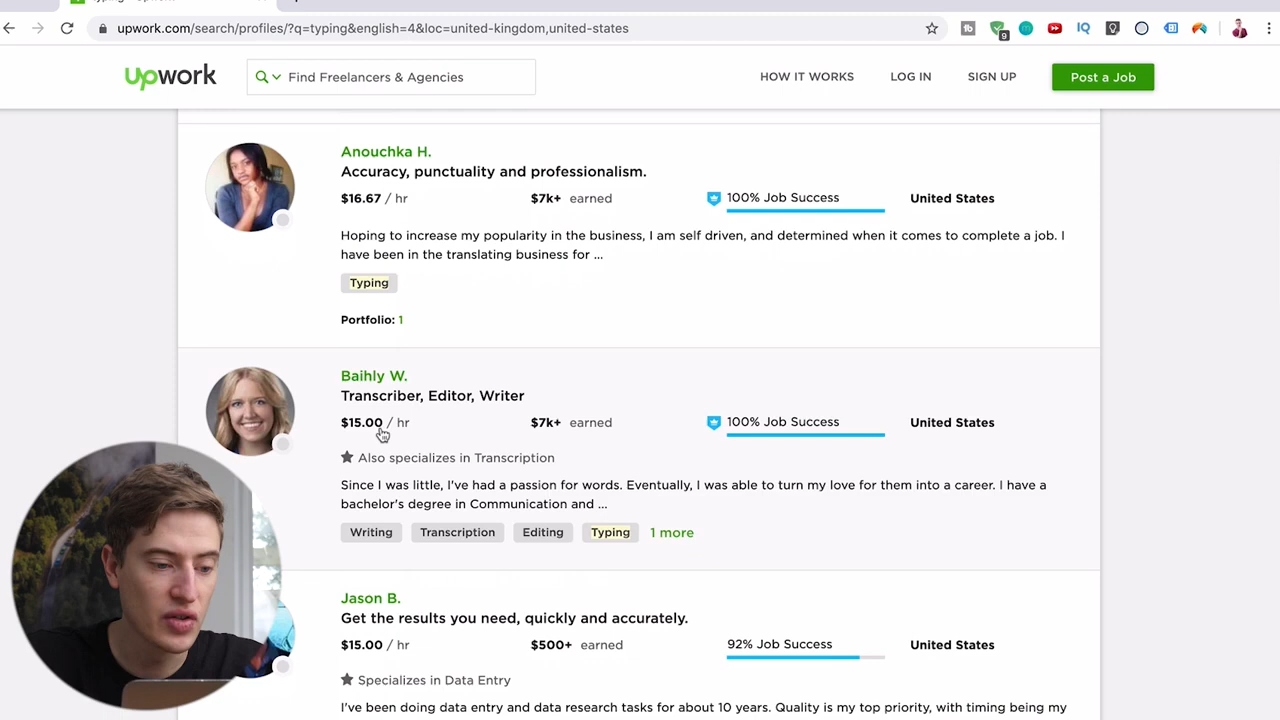 upwork.com/search/profiles/?q=typing&english=4&loc=united-kingdom,united-states
9
IQ
upwork
Find Freelancers & Agencies
HOW IT WORKS
LOG IN
SIGN UP
Post a Job
Anouchka H.
Accuracy, punctuality and professionalism.
$16.67 / hr
$7k+ earned
100% Job Success
United States
Hoping to increase my popularity in the business, I am self driven, and determined when it comes to complete a job. I
have been in the translating business for ...
Typing
Portfolio: 1
Baihly W.
Transcriber, Editor, Writer
$15.00 / hr
$7k+ earned
100% Job Success
United States
Also specializes in Transcription
Since I was little, I've had a passion for words. Eventually, I was able to turn my love for them into a career. I have a
bachelor's degree in Communication and ...
Writing
Transcription
Editing
Typing
1 more
Jason B.
Get the results you need, quickly and accurately.
$15.00 / hr
$500+ earned
92% Job Success
United States
Specializes in Data Entry
I've been doing data entry and data research tasks for about 10 years. Quality is my top priority, with timing being my